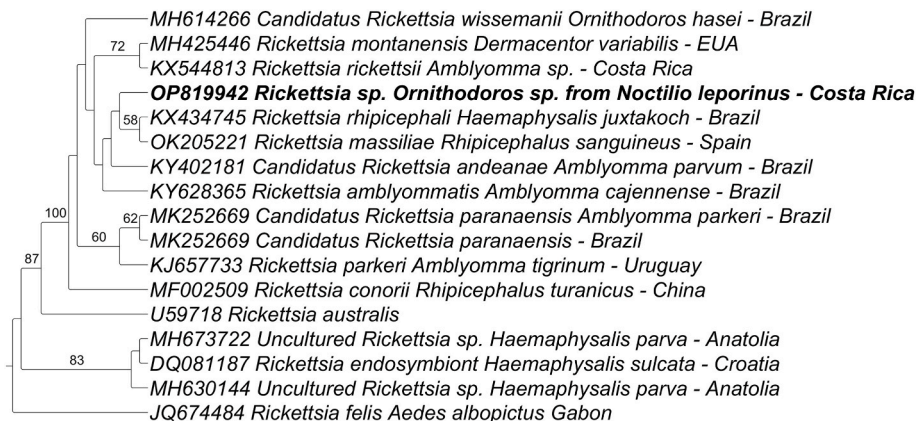 MH614266 Candidatus Rickettsia wissemanii Ornithodoros hasei - Brazil
72
MH425446 Rickettsia montanensis Dermacentor variabilis - EUA
KX544813 Rickettsia rickettsii Amblyomma sp. - Costa Rica
OP819942 Rickettsia sp. Ornithodoros sp. from Noctilio leporinus - Costa Rica
58
KX434745 Rickettsia rhipicephali Haemaphysalis juxtakoch - Brazil
OK205221 Rickettsia massiliae Rhipicephalus sanguineus - Spain
KY402181 Candidatus Rickettsia andeanae Amblyomma parvum - Brazil
KY628365 Rickettsia amblyommatis Amblyomma cajennense - Brazil
100
62
MK252669 Candidatus Rickettsia paranaensis Amblyomma parkeri - Brazil
60
MK252669 Candidatus Rickettsia paranaensis - Brazil
87
KJ657733 Rickettsia parkeri Amblyomma tigrinum - Uruguay
MF002509 Rickettsia conorii Rhipicephalus turanicus - China
U59718 Rickettsia australis
MH673722 Uncultured Rickettsia sp. Haemaphysalis parva - Anatolia
83
DQ081187 Rickettsia endosymbiont Haemaphysalis sulcata - Croatia
MH630144 Uncultured Rickettsia sp. Haemaphysalis parva - Anatolia
JQ674484 Rickettsia felis Aedes albopictus Gabon